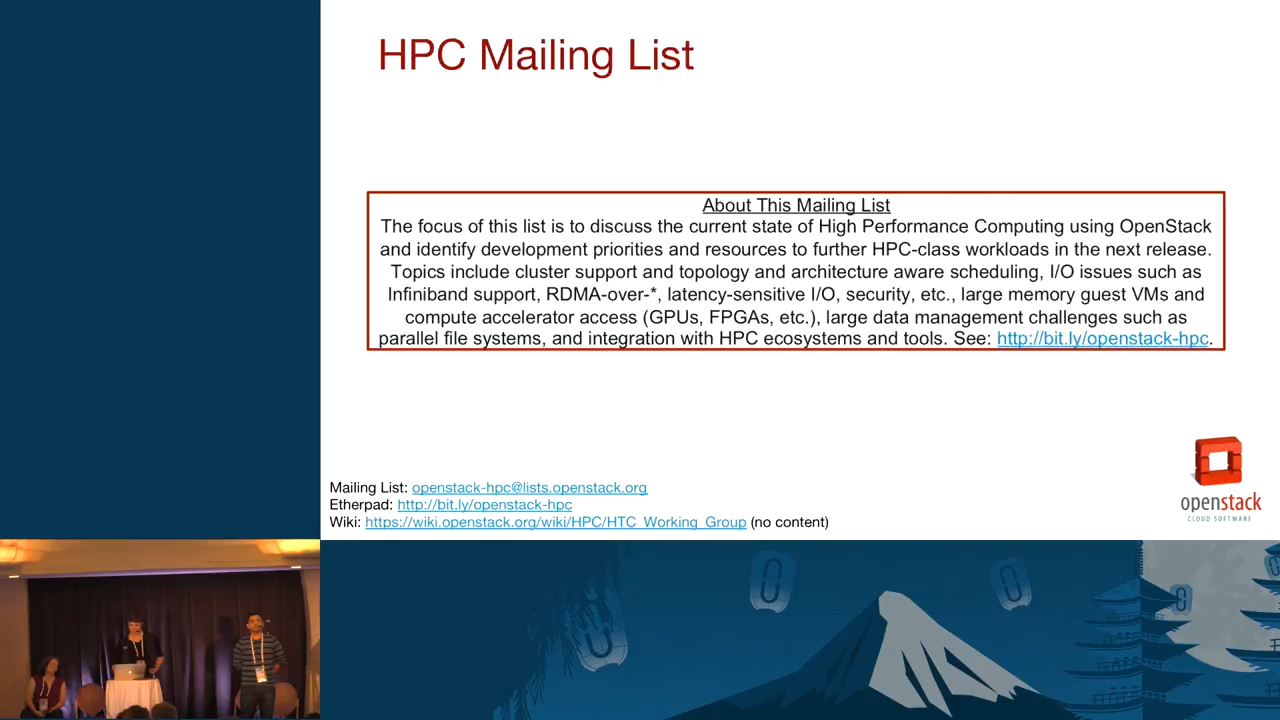 HPC Mailing List
About This Mailing List
The focus of this list is to discuss the current state of High Performance Computing using OpenStack
and identify development priorities and resources to further HPC-class workloads in the next release.
Topics include cluster support and topology and architecture aware scheduling, I/O issues such as
Infiniband support, RDMA-over-*, latency-sensitive I/O, security, etc., large memory guest VMs and
compute accelerator access (GPUs, FPGAs, etc.), large data management challenges such as
parallel file systems, and integration with HPC ecosystems and tools. See: http://bit.ly/openstack-hpc.
Mailing List: openstack-hpc@lists.openstack.org
Etherpad: http://bit.ly/openstack-hpc
Wiki: https://wiki.openstack.org/wiki/HPC/HTC_Working_Group (no content)
openstack
CLOUD SOFTWARE